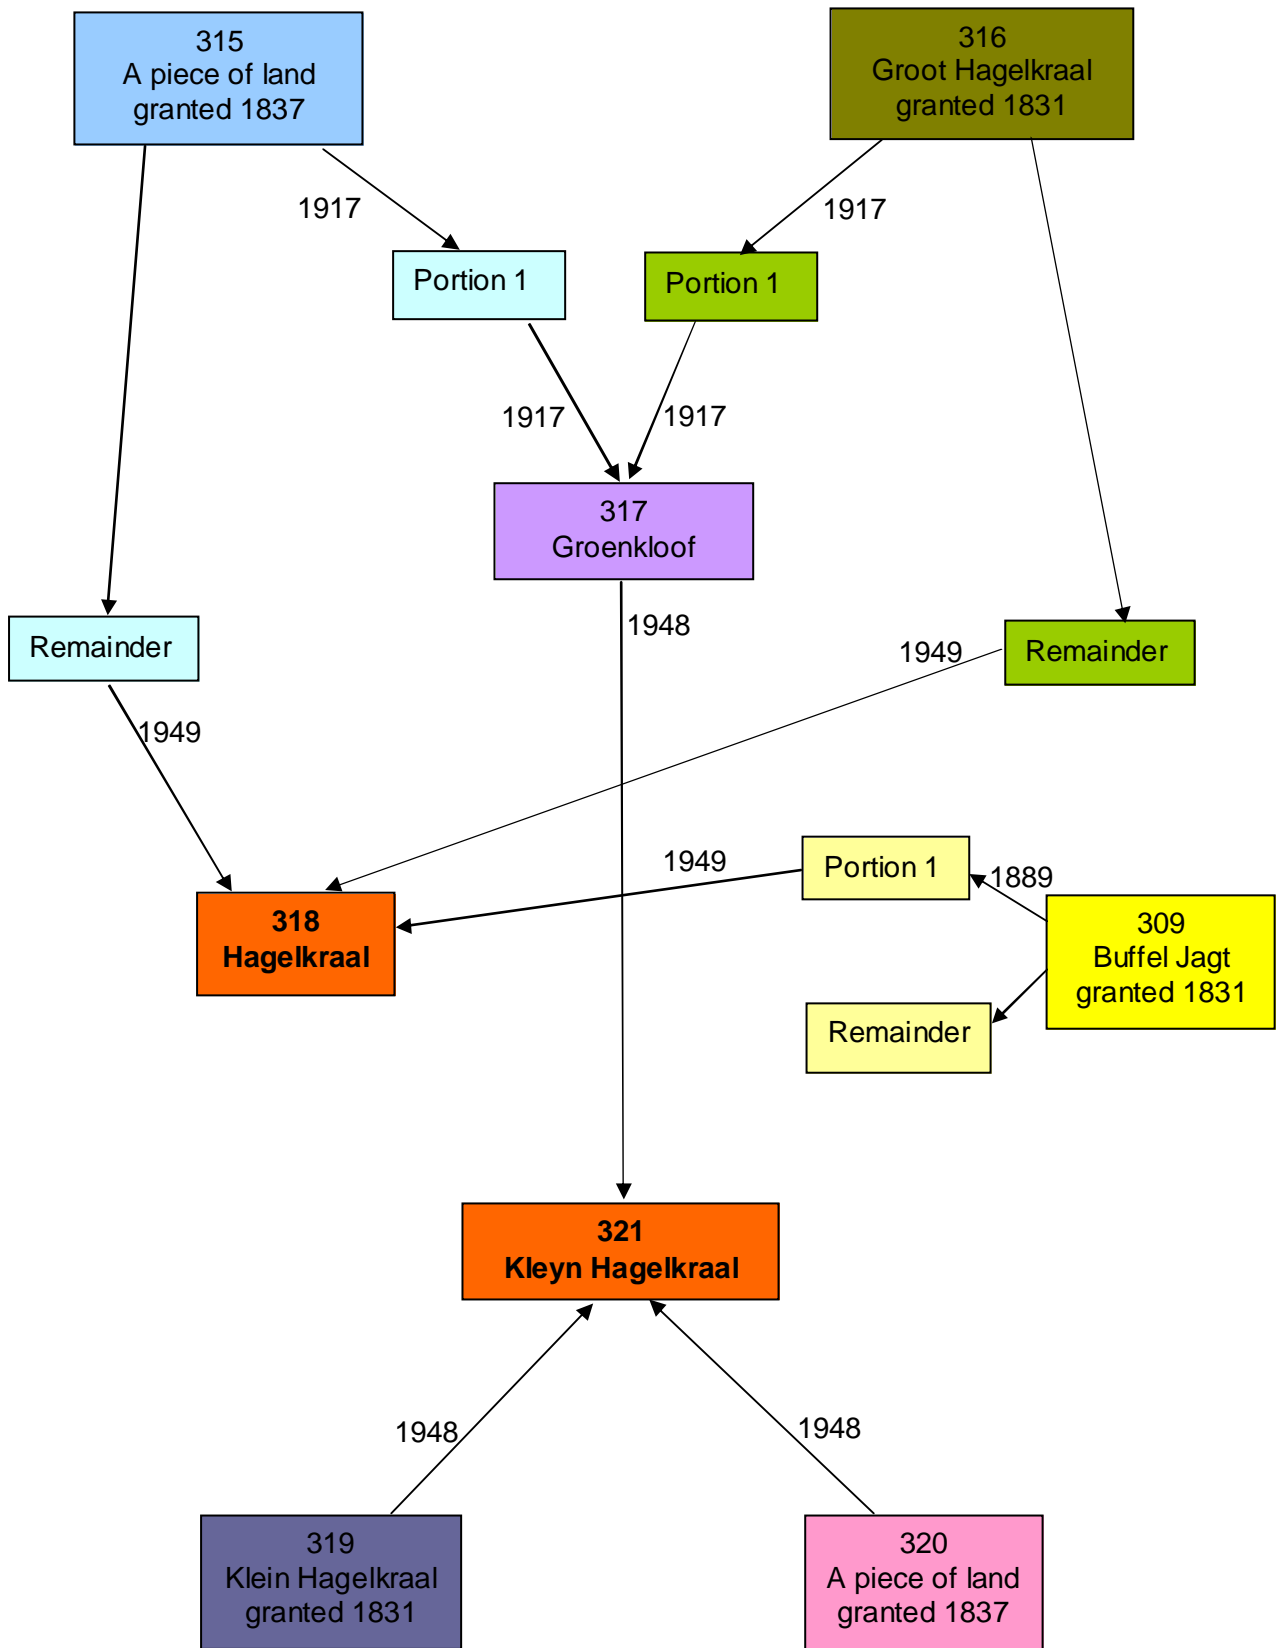 315
A piece of land
granted 1837
316
Groot Hagelkraal
granted 1831
1917
1917
Portion 1
Portion 1
1917
1917
317
Groenkloof
1948
Remainder
1949
Remainder
1949
1949
Portion 1
1889
318
Hagelkraal
309
Buffel Jagt
granted 1831
Remainder
321
Kleyn Hagelkraal
1948
1948
319
Klein Hagelkraal
granted 1831
320
A piece of land
granted 1837